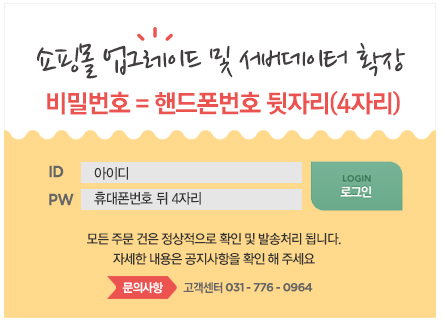 쇼핑몰 업그레이드 및 서버데이터 확장
비밀번호 = 핸드폰번호 뒷자리(4자리)
ID 아이디
LOGIN
로그인
PW 휴대폰번호 뒤 4자리
모든 주문 건은 정상적으로 확인 및 발송처리 됩니다.
자세한 내용은 공지사항을 확인 해 주세요
문의사항 고객센터 031 - 776 - 0964